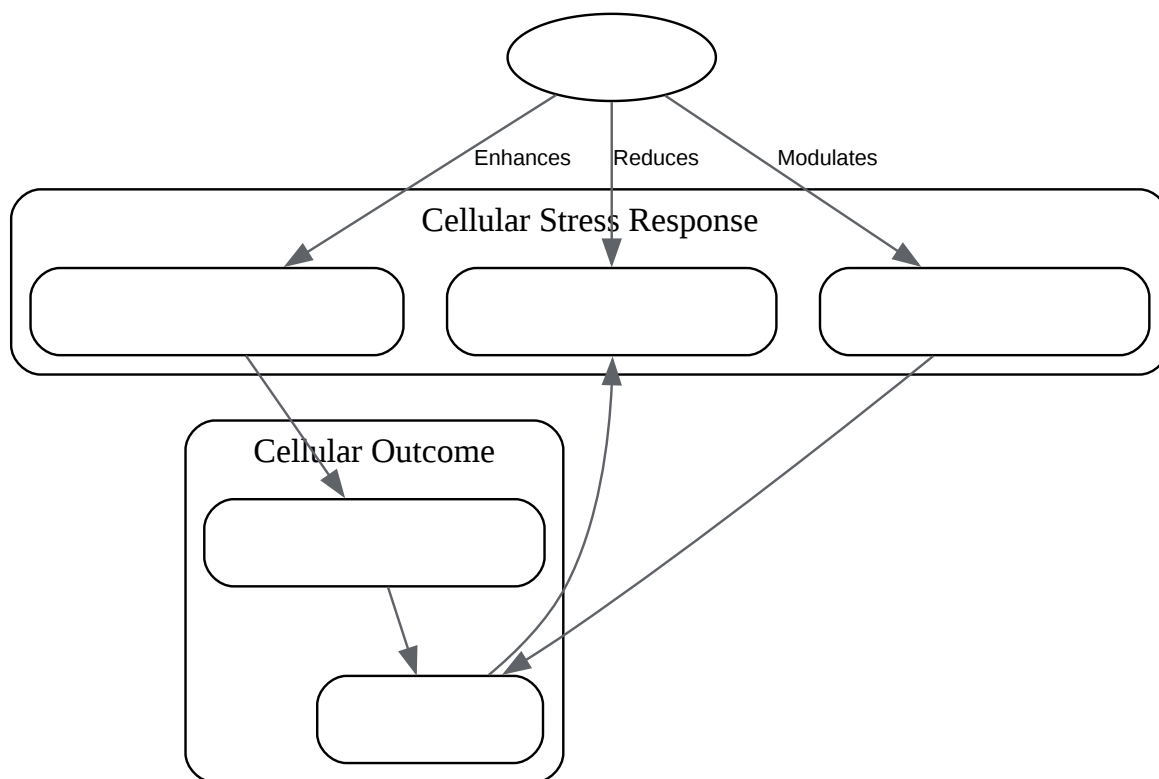 Enhances
Reduces
Modulates
Cellular Stress Response
Cellular Outcome